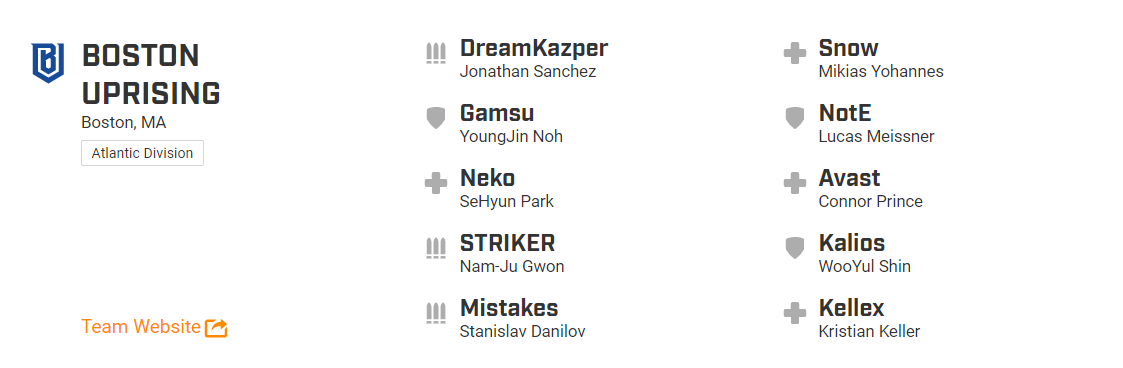 BOSTON
UPRISING
Boston, MA
Atlantic Division
Team Website
DreamKazper
Jonathan Sanchez
Gamsu
YoungJin Noh
Neko
SeHyun Park
STRIKER
Nam-Ju Gwon
Mistakes
Stanislav Danilov
Snow
Mikias Yohannes
NotE
Lucas Meissner
Avast
Connor Prince
Kalios
WooYul Shin
Kellex
Kristian Keller